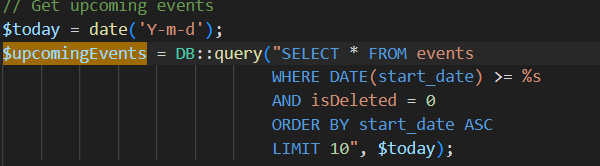 // Get upcoming events
$today = date('Y-m-d');
$upcomingEvents = DB::query("SELECT * FROM events
WHERE DATE(start_date) >= %s
AND isDeleted = 0
ORDER BY start_date ASC
LIMIT 10", $today);